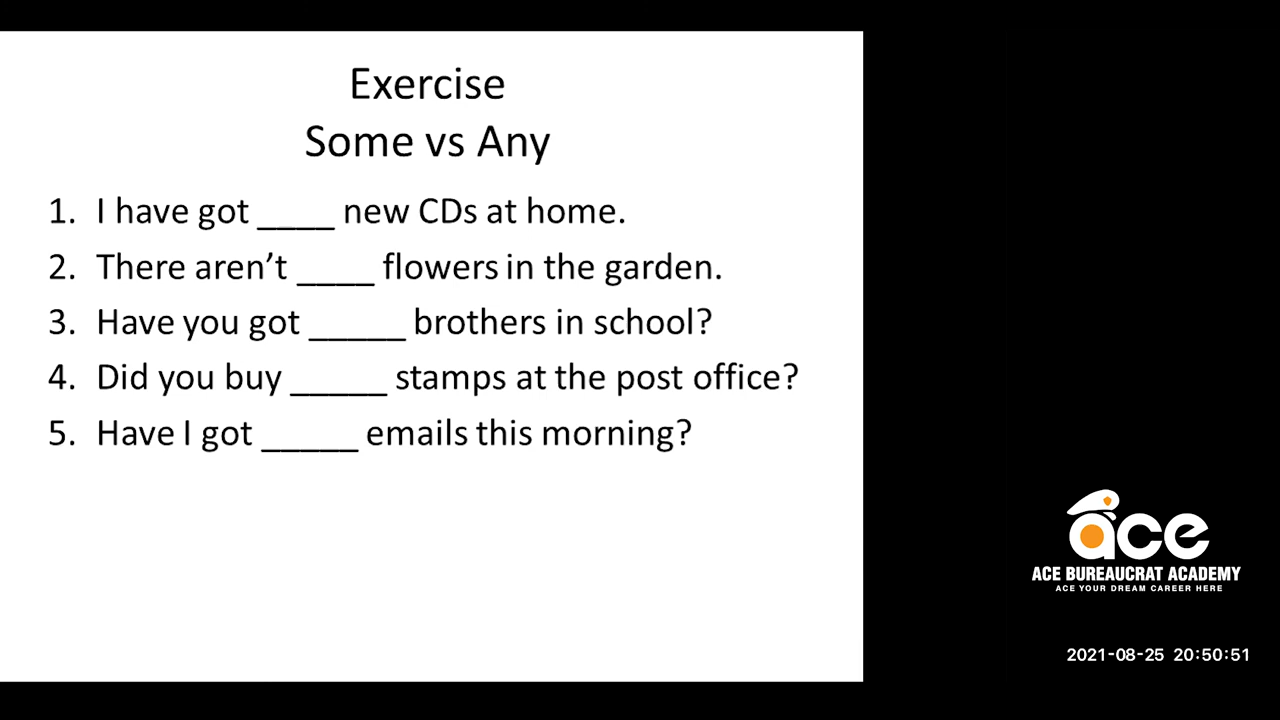 Exercise
Some vs Any
1. I have got ____ new CDs at home.
2. There aren’t ____ flowers in the garden.
3. Have you got _____ brothers in school?
4. Did you buy _____ stamps at the post office?
5. Have I got _____ emails this morning?
ace
ACE BUREAUCRAT ACADEMY
ACE YOUR DREAM CAREER HERE
2021-08-25 20:50:51